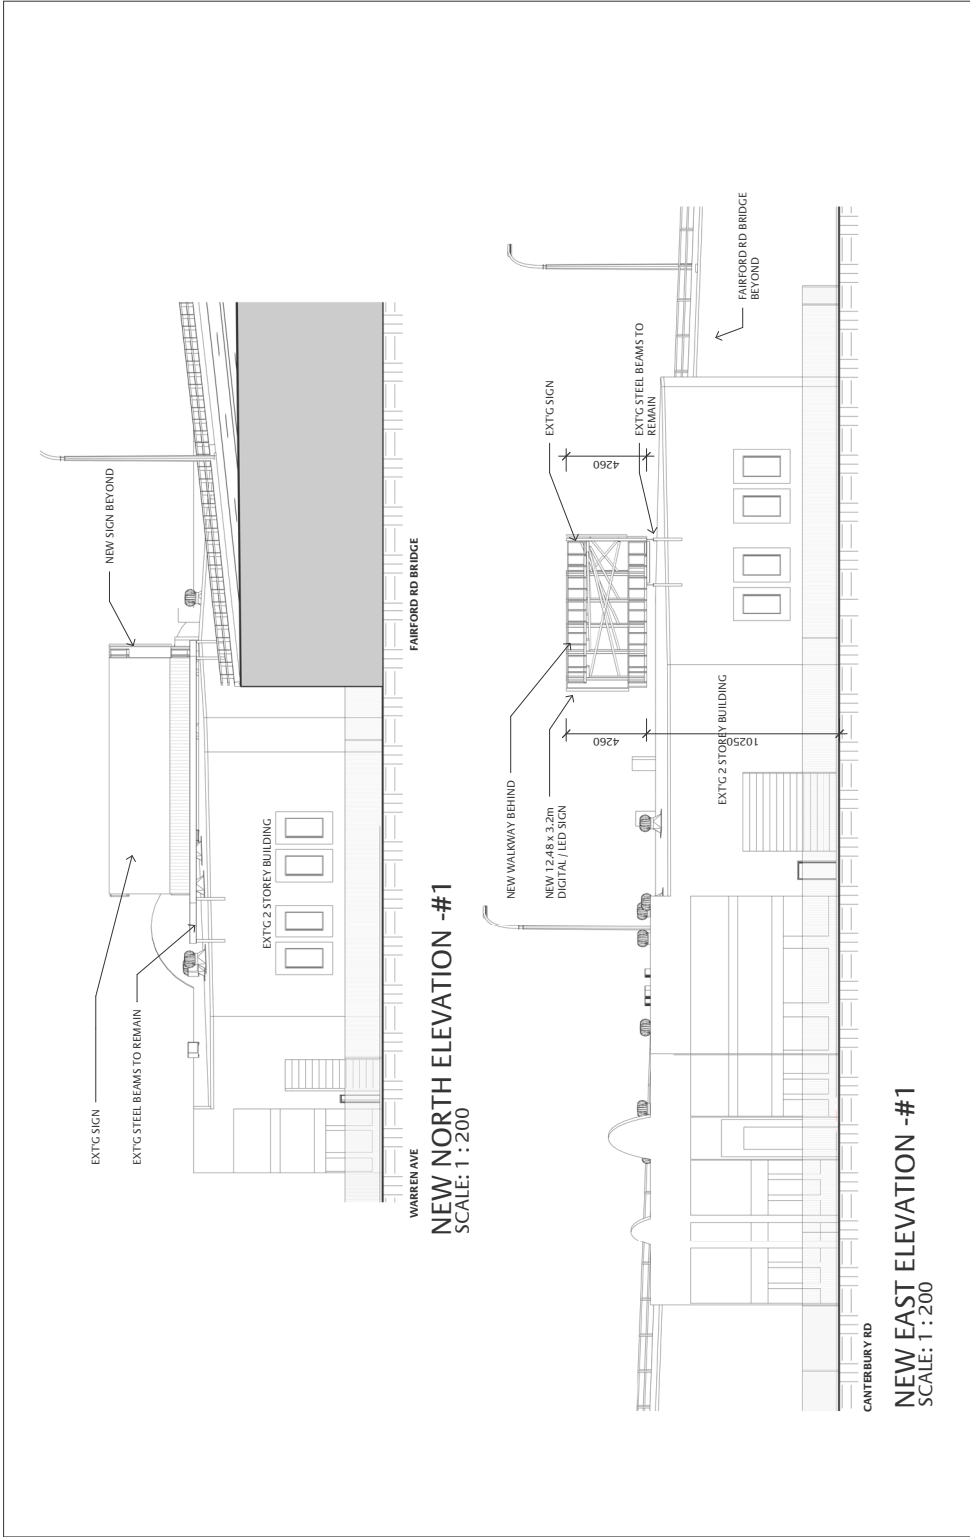 EXT'G SIGN
EXT'G STEEL BEAMS TO REMAIN
NEW SIGN BEYOND
EXT'G 2 STOREY BUILDING
WARREN AVE
FAIRFORD RD BRIDGE
NEW NORTH ELEVATION -#1
SCALE: 1 : 200
NEW WALKWAY BEHIND
NEW 12.48 x 3.2m
DIGITAL / LED SIGN
4260
4260
10250
EXT'G SIGN
EXT'G STEEL BEAMS TO
REMAIN
FAIRFORD RD BRIDGE
BEYOND
EXT'G 2 STOREY BUILDING
CANTERBURY RD
NEW EAST ELEVATION -#1
SCALE: 1 : 200